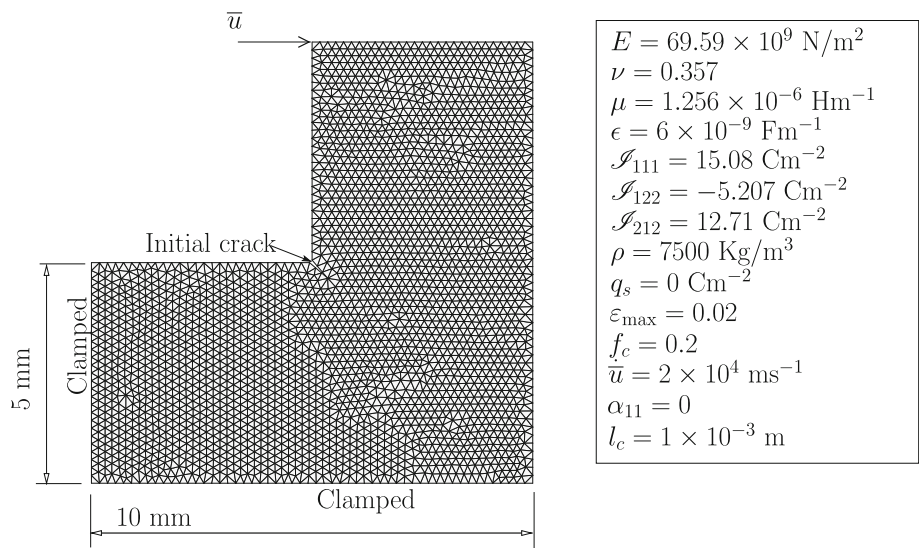 u̅
Initial crack
Clamped
5 mm
Clamped
10 mm
E = 69.59 × 10⁹ N/m²
ν = 0.357
μ = 1.256 × 10⁻⁶ Hm⁻¹
ϵ = 6 × 10⁻⁹ Fm⁻¹
ℐ₁₁₁ = 15.08 Cm⁻²
ℐ₁₂₂ = −5.207 Cm⁻²
ℐ₂₁₂ = 12.71 Cm⁻²
ρ = 7500 Kg/m³
qₛ = 0 Cm⁻²
ε_max = 0.02
f_c = 0.2
u̅̇ = 2 × 10⁴ ms⁻¹
α₁₁ = 0
l_c = 1 × 10⁻³ m